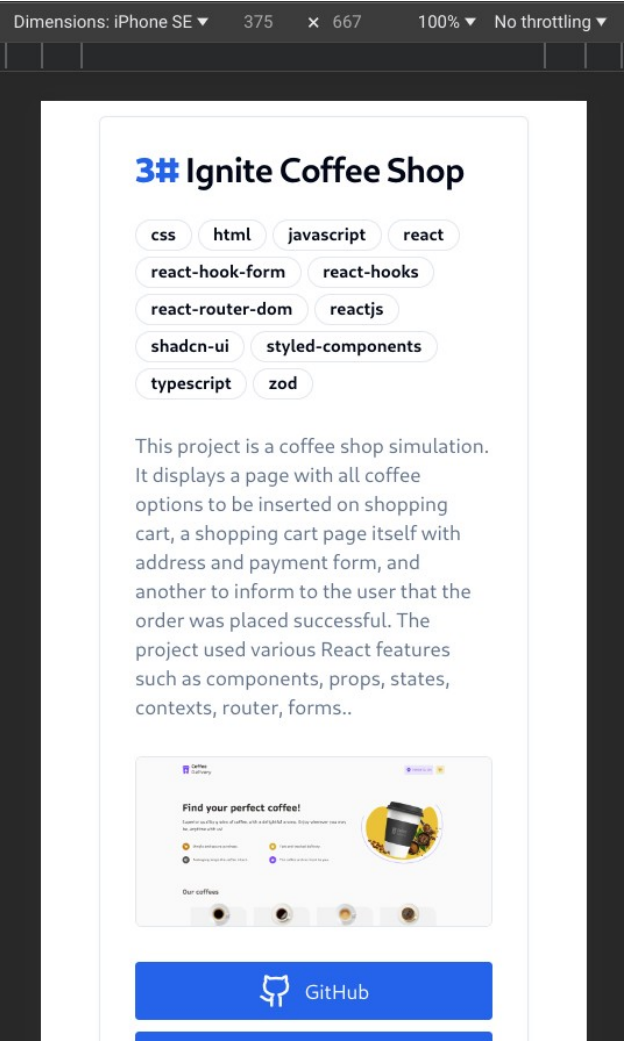 Dimensions: iPhone SE ▼ 375 × 667 100% ▼ No throttling ▼
3# Ignite Coffee Shop
css html javascript react
react-hook-form react-hooks
react-router-dom reactjs
shadcn-ui styled-components
typescript zod
This project is a coffee shop simulation.
It displays a page with all coffee
options to be inserted on shopping
cart, a shopping cart page itself with
address and payment form, and
another to inform to the user that the
order was placed successful. The
project used various React features
such as components, props, states,
contexts, router, forms..
Coffee
Delivery
Find your perfect coffee!
Our coffees
GitHub